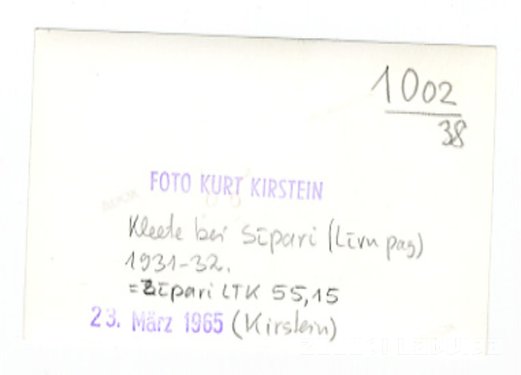 1002
38
FOTO KURT KIRSTEIN
Kleete bei Sīpari (Līvu pag)
1931-32.
=Zīpari LTK 55,15
23. März 1965 (Kirstein)